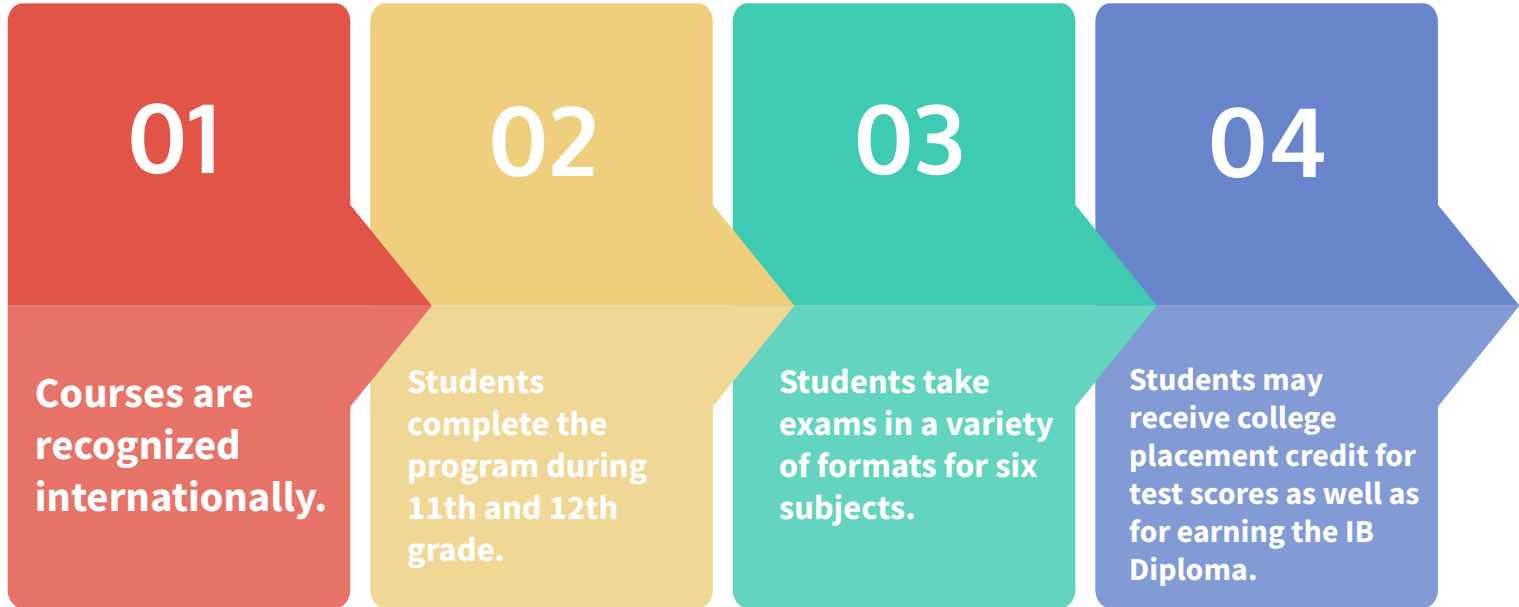 01
Courses are
recognized
internationally.
02
Students
complete the
program during
11th and 12th
grade.
03
Students take
exams in a variety
of formats for six
subjects.
04
Students may
receive college
placement credit for
test scores as well as
for earning the IB
Diploma.